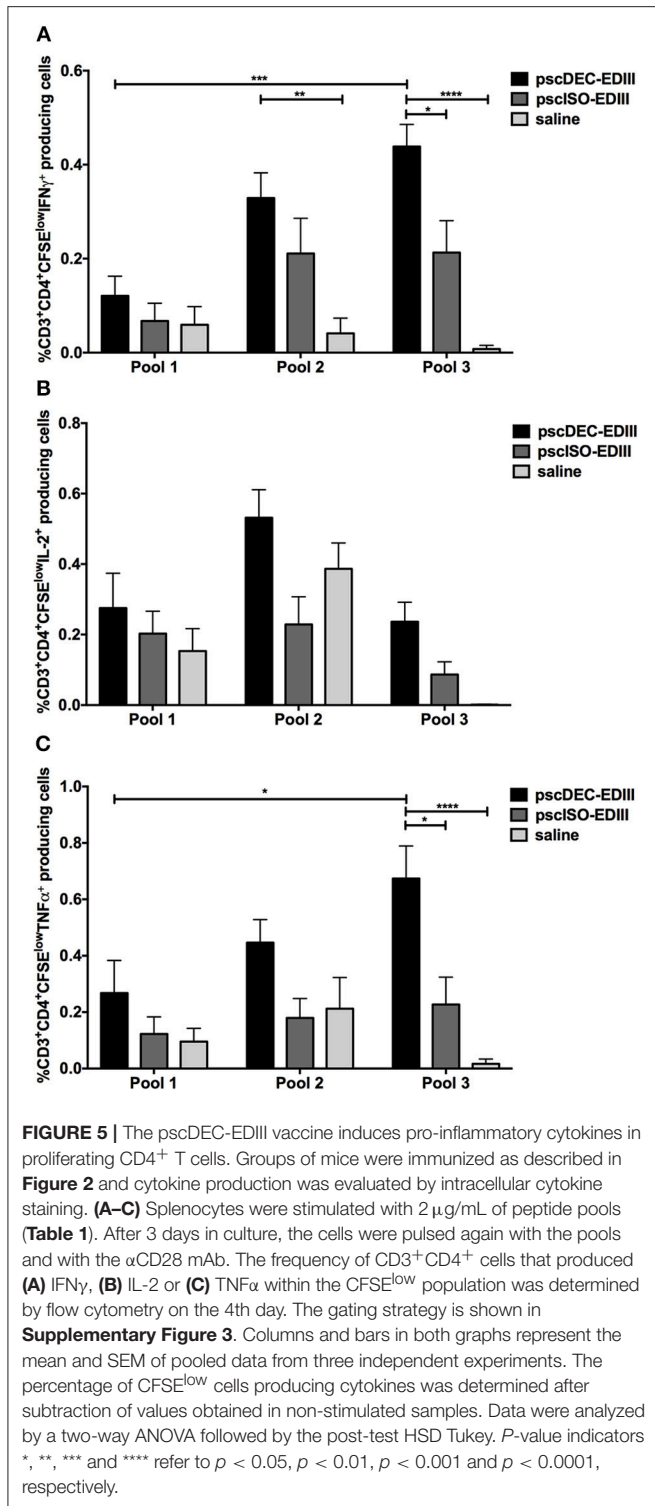 A
%CD3+CD4+CFSElowIFNγ+ producing cells
0.6
0.4
0.2
0.0
***
**
****
*
pscDEC-EDIII
pscISO-EDIII
saline
Pool 1 Pool 2 Pool 3
B
%CD3+CD4+CFSElowIL-2+ producing cells
0.8
0.6
0.4
0.2
0.0
pscDEC-EDIII
pscISO-EDIII
saline
Pool 1 Pool 2 Pool 3
C
%CD3+CD4+CFSElowTNFα+ producing cells
1.0
0.8
0.6
0.4
0.2
0.0
*
****
*
pscDEC-EDIII
pscISO-EDIII
saline
Pool 1 Pool 2 Pool 3
FIGURE 5 | The pscDEC-EDIII vaccine induces pro-inflammatory cytokines in
proliferating CD4+ T cells. Groups of mice were immunized as described in
Figure 2 and cytokine production was evaluated by intracellular cytokine
staining. (A–C) Splenocytes were stimulated with 2 μg/mL of peptide pools
(Table 1). After 3 days in culture, the cells were pulsed again with the pools
and with the αCD28 mAb. The frequency of CD3+CD4+ cells that produced
(A) IFNγ, (B) IL-2 or (C) TNFα within the CFSElow population was determined
by flow cytometry on the 4th day. The gating strategy is shown in
Supplementary Figure 3. Columns and bars in both graphs represent the
mean and SEM of pooled data from three independent experiments. The
percentage of CFSElow cells producing cytokines was determined after
subtraction of values obtained in non-stimulated samples. Data were analyzed
by a two-way ANOVA followed by the post-test HSD Tukey. P-value indicators
*, **, *** and **** refer to p < 0.05, p < 0.01, p < 0.001 and p < 0.0001,
respectively.